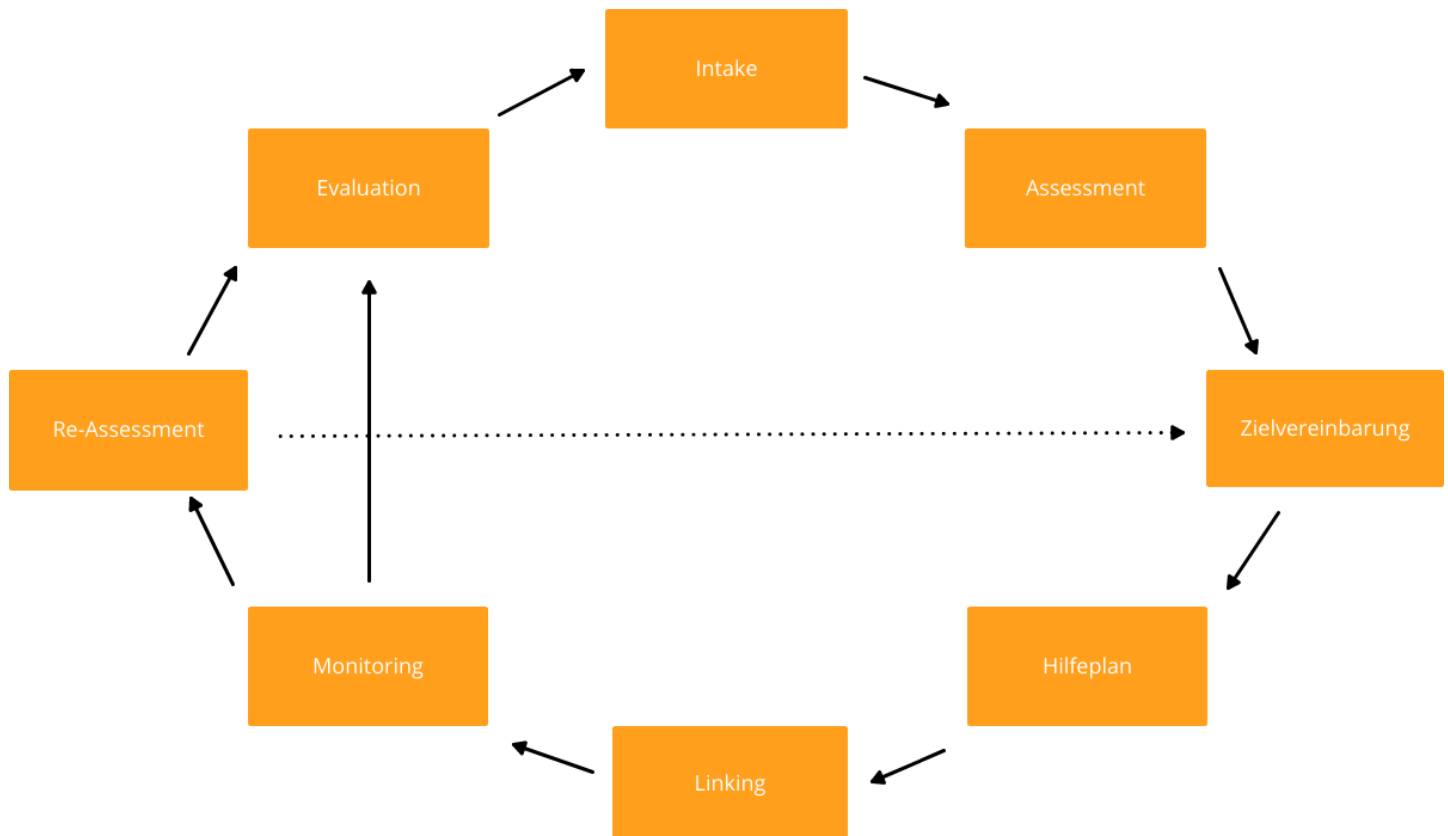 Intake
Assessment
Zielvereinbarung
Hilfeplan
Linking
Monitoring
Re-Assessment
Evaluation